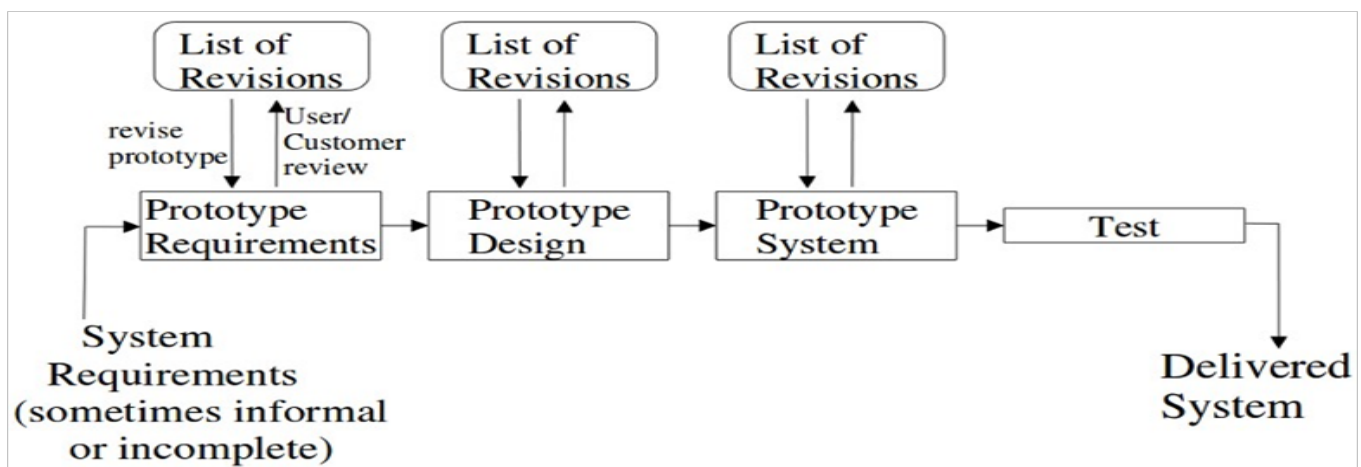 List of
Revisions
List of
Revisions
List of
Revisions
revise
prototype
User/
Customer
review
Prototype
Requirements
Prototype
Design
Prototype
System
Test
System
Requirements
(sometimes informal
or incomplete)
Delivered
System